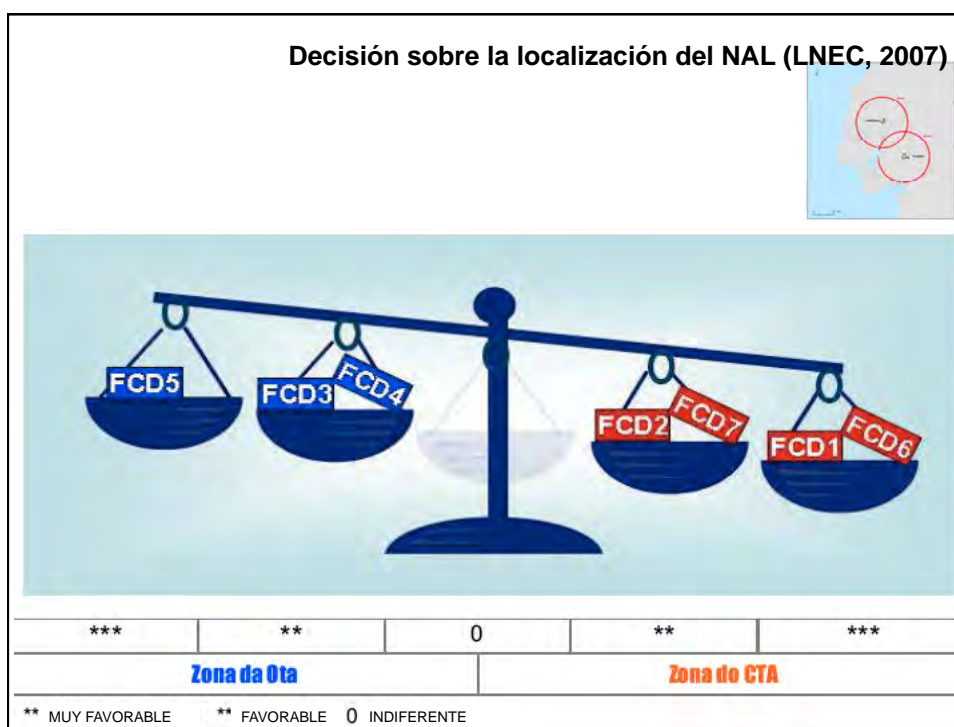 Decisión sobre la localización del NAL (LNEC, 2007)
FCD5 FCD3 FCD4 FCD2 FCD7 FCD1 FCD6
*** ** 0 ** ***
Zona da Ota Zona do CTA
** MUY FAVORABLE ** FAVORABLE 0 INDIFERENTE